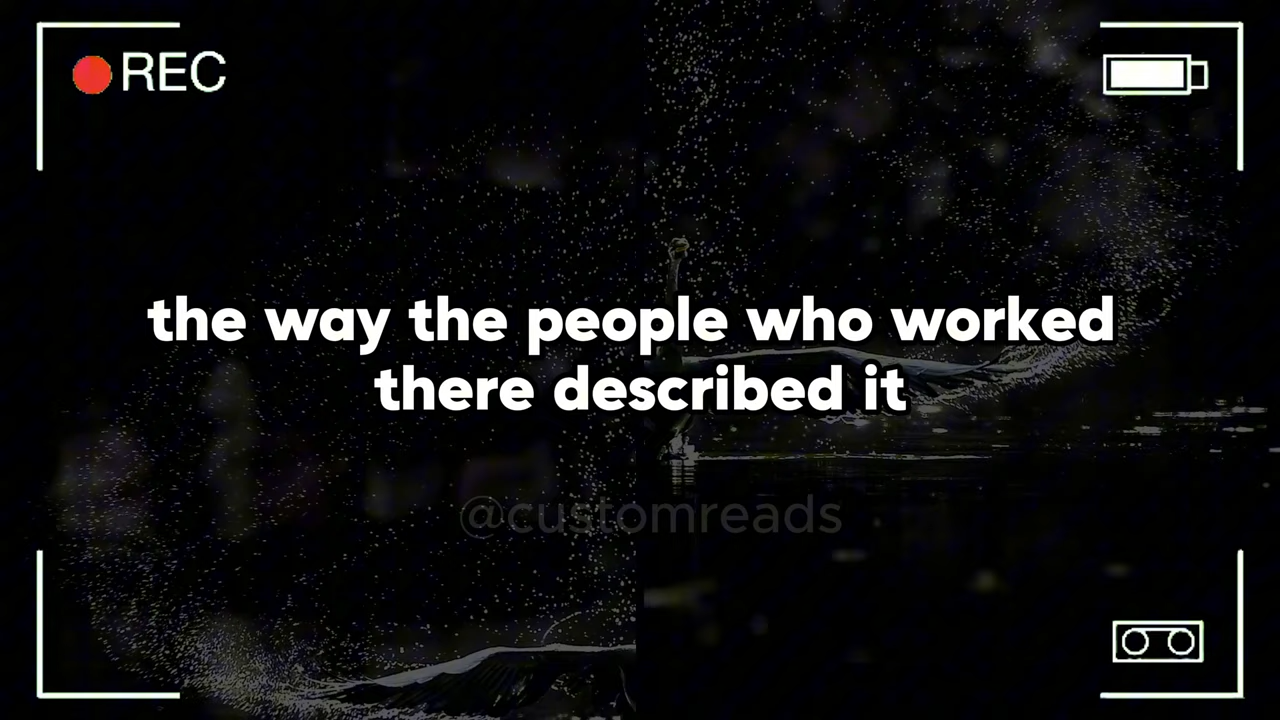 REC
the way the people who worked
there described it
@customreads